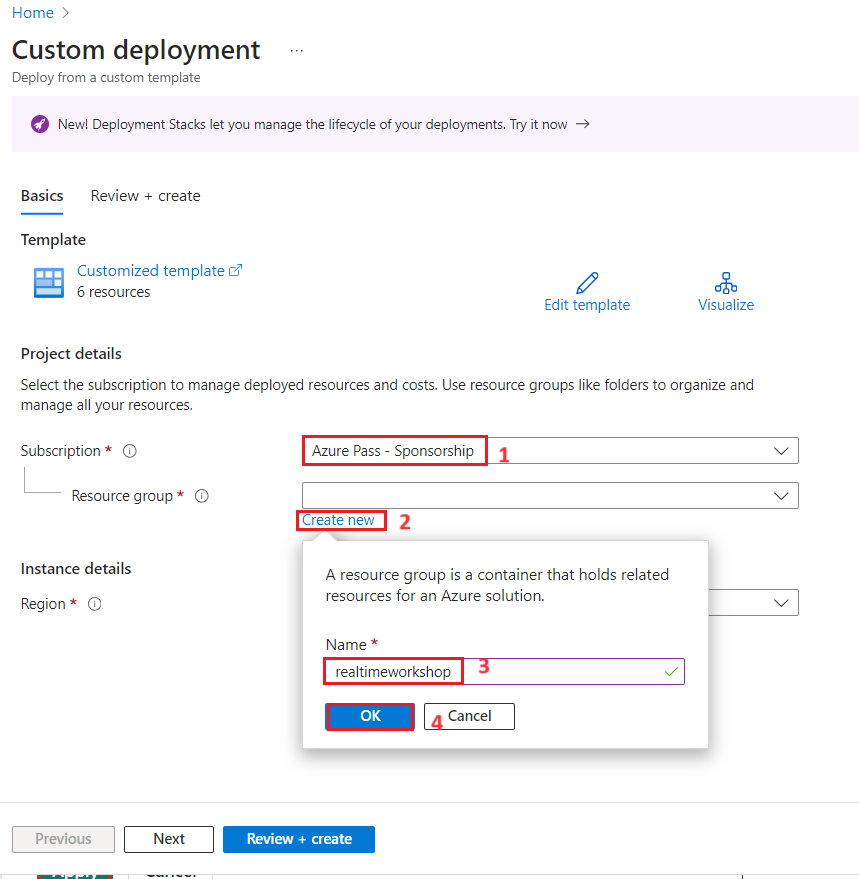 Home >
Custom deployment ...
Deploy from a custom template
New! Deployment Stacks let you manage the lifecycle of your deployments. Try it now →
Basics Review + create
Template
Customized template
6 resources
Edit template Visualize
Project details
Select the subscription to manage deployed resources and costs. Use resource groups like folders to organize and
manage all your resources.
Subscription * Azure Pass - Sponsorship 1
Resource group *
Create new 2
A resource group is a container that holds related
resources for an Azure solution.
Instance details
Region *
Name *
realtimeworkshop 3
OK 4 Cancel
Previous Next Review + create
Apply Cancel